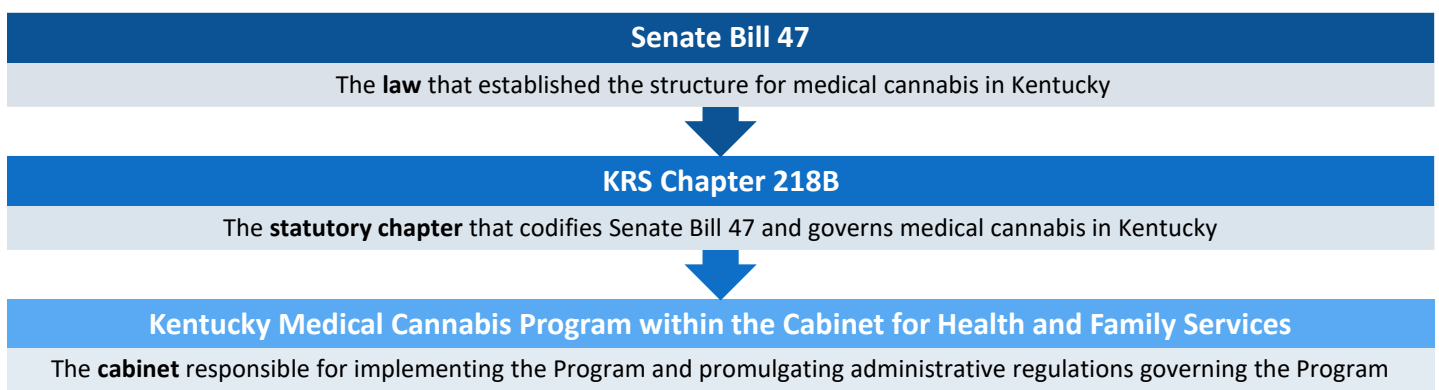 Senate Bill 47
The law that established the structure for medical cannabis in Kentucky
KRS Chapter 218B
The statutory chapter that codifies Senate Bill 47 and governs medical cannabis in Kentucky
Kentucky Medical Cannabis Program within the Cabinet for Health and Family Services
The cabinet responsible for implementing the Program and promulgating administrative regulations governing the Program